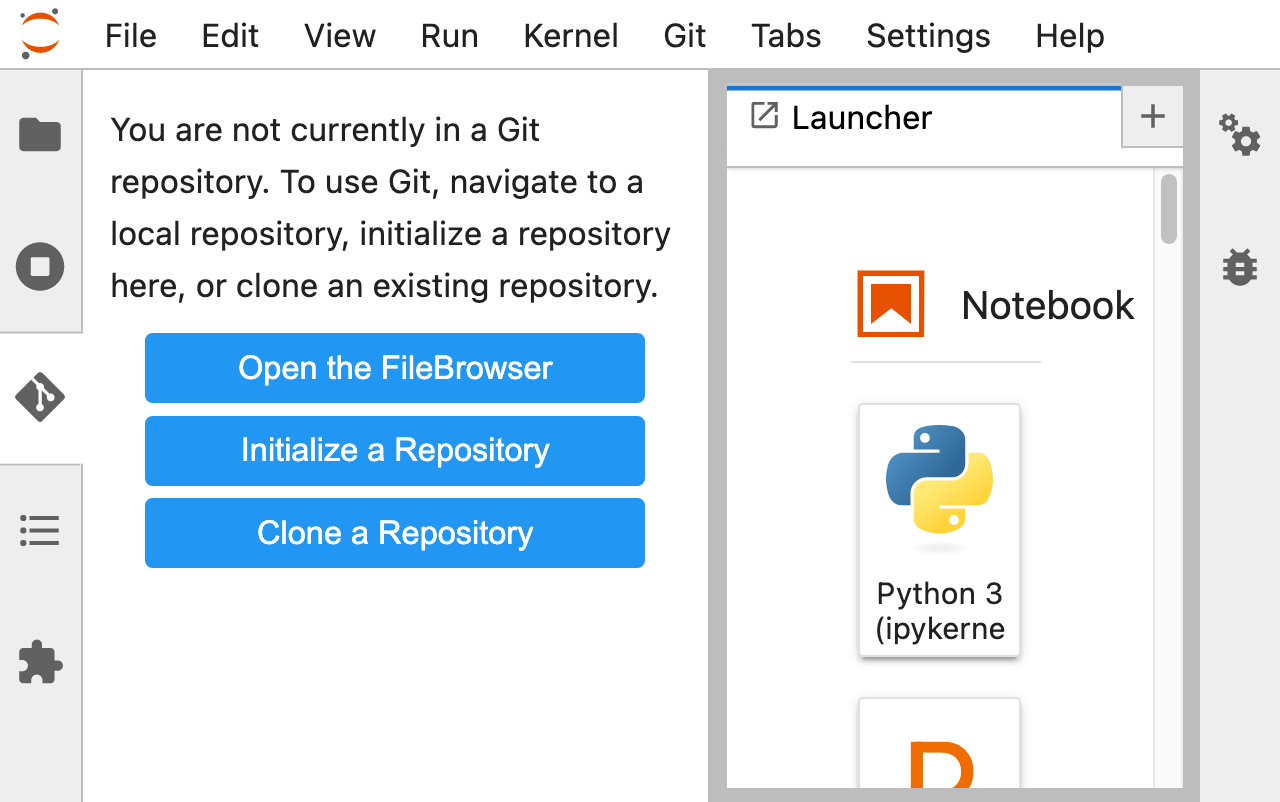 File Edit View Run Kernel Git Tabs Settings Help
You are not currently in a Git
repository. To use Git, navigate to a
local repository, initialize a repository
here, or clone an existing repository.
Open the FileBrowser
Initialize a Repository
Clone a Repository
Launcher
Notebook
Python 3
(ipykerne